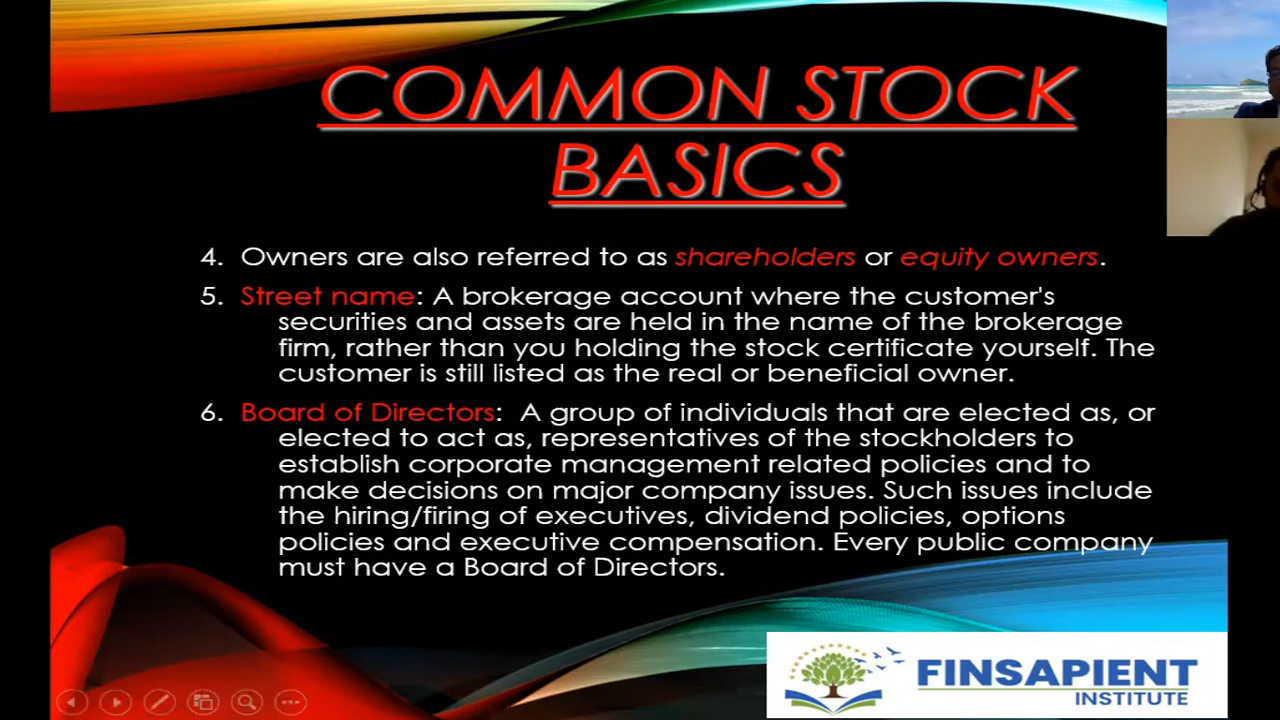 COMMON STOCK
BASICS
4. Owners are also referred to as shareholders or equity owners.
5. Street name: A brokerage account where the customer's
securities and assets are held in the name of the brokerage
firm, rather than you holding the stock certificate yourself. The
customer is still listed as the real or beneficial owner.
6. Board of Directors: A group of individuals that are elected as, or
elected to act as, representatives of the stockholders to
establish corporate management related policies and to
make decisions on major company issues. Such issues include
the hiring/firing of executives, dividend policies, options
policies and executive compensation. Every public company
must have a Board of Directors.
FINSAPIENT
INSTITUTE